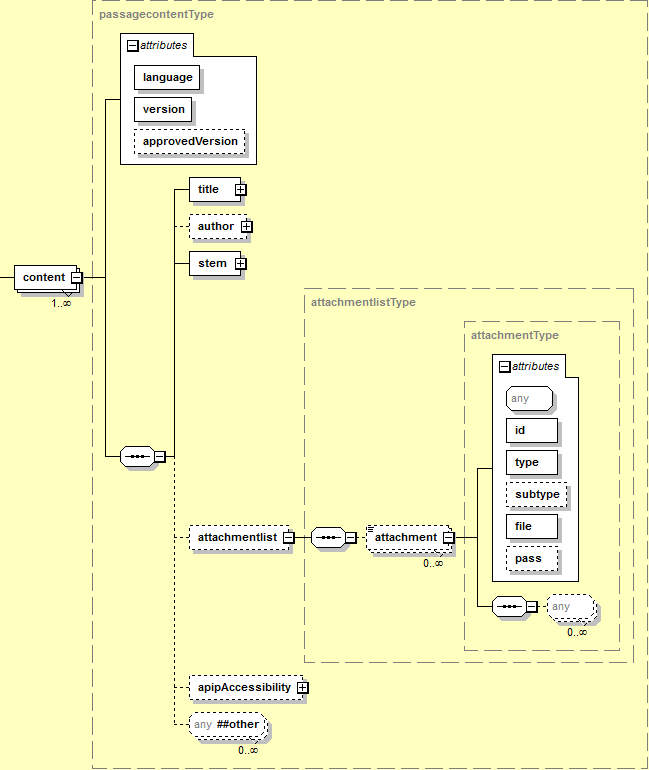 passagecontentType
attributes
language
version
approvedVersion
title
author
stem
content
1..∞
attachmentlistType
attachmentType
attributes
any
id
type
subtype
file
pass
attachmentlist
attachment
0..∞
any
0..∞
apipAccessibility
any ##other
0..∞